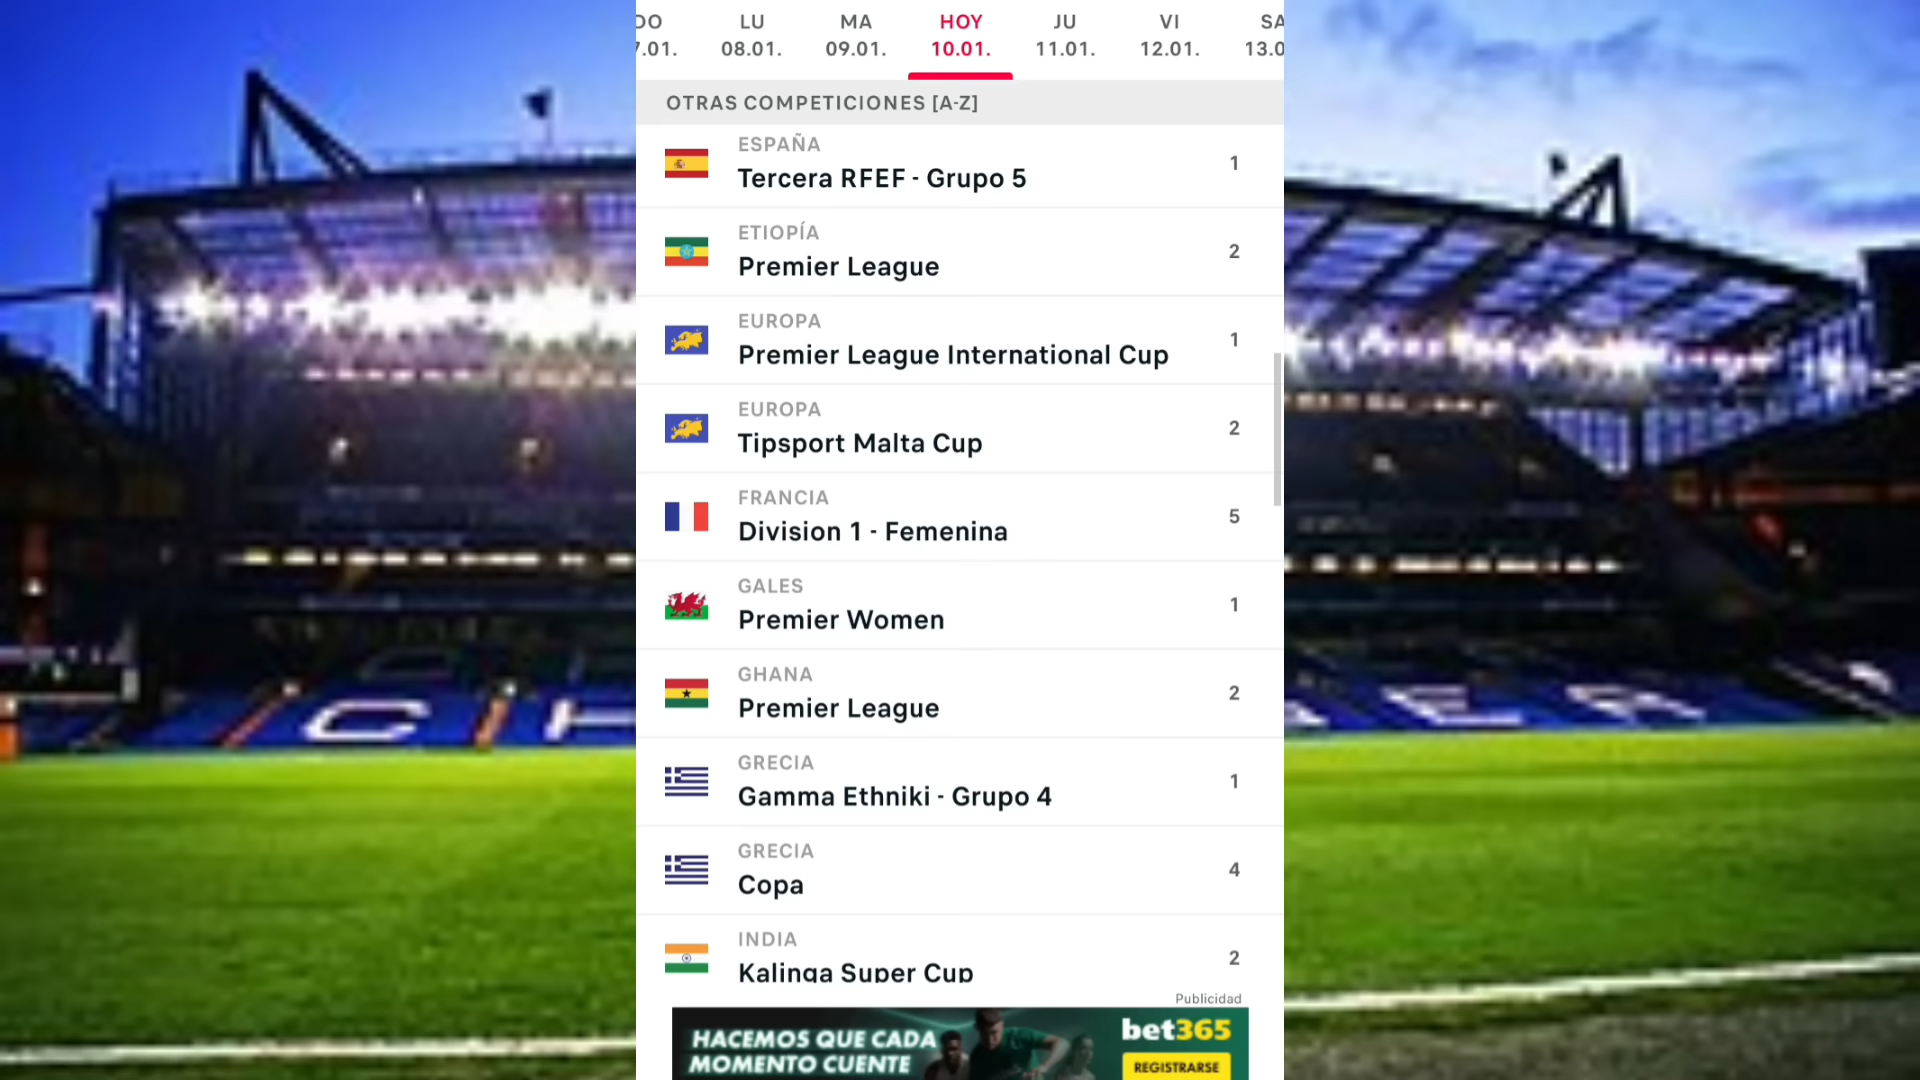 DO LU MA HOY JU VI SA
7.01. 08.01. 09.01. 10.01. 11.01. 12.01. 13.0
OTRAS COMPETICIONES [A-Z]
ESPAÑA
Tercera RFEF - Grupo 5 1
ETIOPÍA
Premier League 2
EUROPA
Premier League International Cup 1
EUROPA
Tipsport Malta Cup 2
FRANCIA
Division 1 - Femenina 5
GALES
Premier Women 1
GHANA
Premier League 2
GRECIA
Gamma Ethniki - Grupo 4 1
GRECIA
Copa 4
INDIA
Kalinga Super Cup 2
Publicidad
HACEMOS QUE CADA
MOMENTO CUENTE
bet365
REGISTRARSE
C H
E A